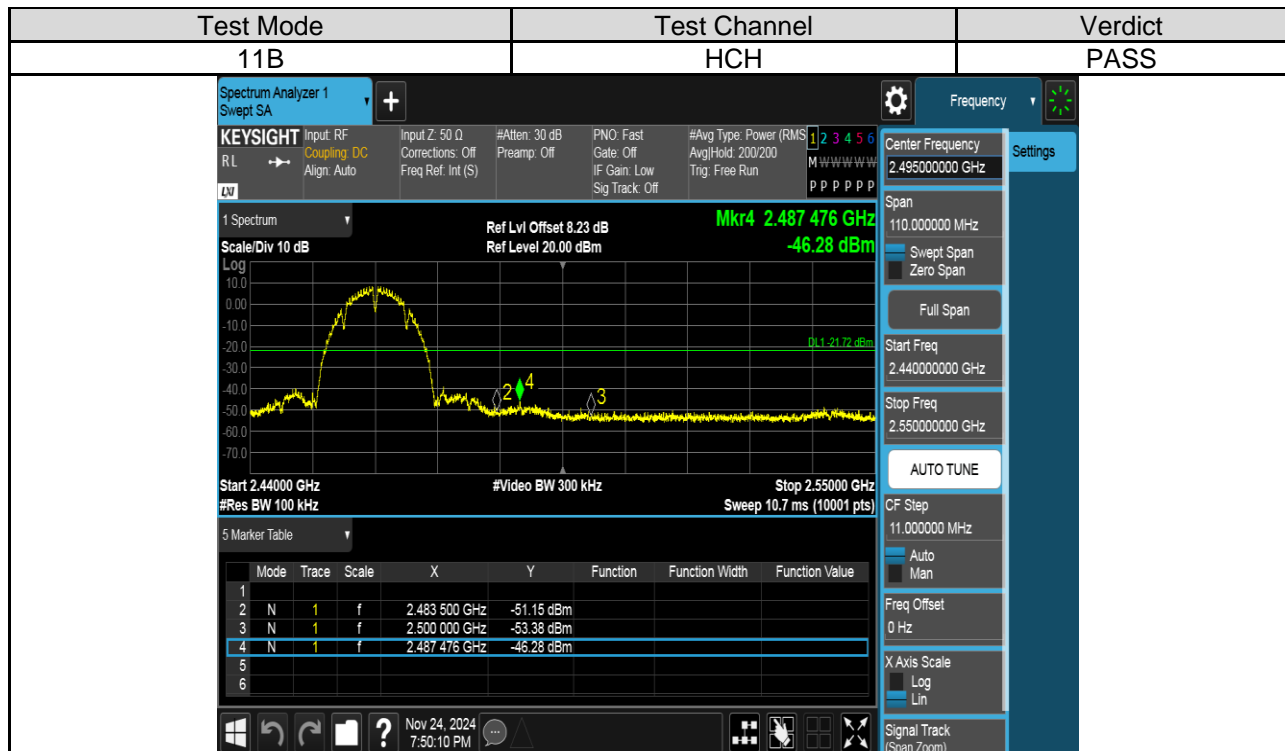 Test Mode Test Channel Verdict
11B HCH PASS
Spectrum Analyzer 1
Swept SA
+
Frequency
KEYSIGHT
RL
LXI
Input: RF
Coupling: DC
Align: Auto
Input Z: 50 Ω
Corrections: Off
Freq Ref: Int (S)
#Atten: 30 dB
Preamp: Off
PNO: Fast
Gate: Off
IF Gain: Low
Sig Track: Off
#Avg Type: Power (RMS
Avg|Hold: 200/200
Trig: Free Run
1 2 3 4 5 6
M W W W W W
P P P P P P
1 Spectrum
Scale/Div 10 dB
Ref Lvl Offset 8.23 dB
Ref Level 20.00 dBm
Mkr4 2.487 476 GHz
-46.28 dBm
Log
10.0
0.00
-10.0
-20.0
-30.0
-40.0
-50.0
-60.0
-70.0
DL1 -21.72 dBm
2
4
3
Start 2.44000 GHz
#Res BW 100 kHz
#Video BW 300 kHz
Stop 2.55000 GHz
Sweep 10.7 ms (10001 pts)
5 Marker Table
Mode Trace Scale X Y Function Function Width Function Value
1
2 N 1 f 2.483 500 GHz -51.15 dBm
3 N 1 f 2.500 000 GHz -53.38 dBm
4 N 1 f 2.487 476 GHz -46.28 dBm
5
6
?
Nov 24, 2024
7:50:10 PM
Center Frequency
2.495000000 GHz
Settings
Span
110.000000 MHz
Swept Span
Zero Span
Full Span
Start Freq
2.440000000 GHz
Stop Freq
2.550000000 GHz
AUTO TUNE
CF Step
11.000000 MHz
Auto
Man
Freq Offset
0 Hz
X Axis Scale
Log
Lin
Signal Track
(Span Zoom)